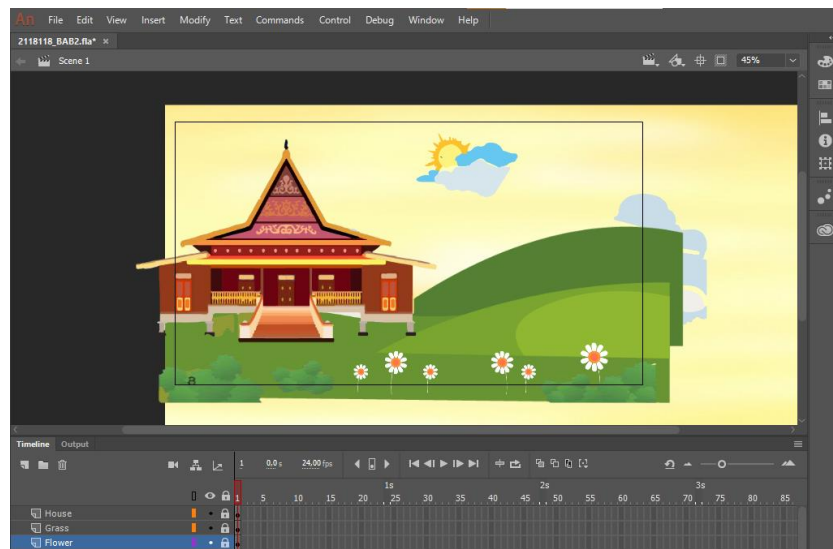 An File Edit View Insert Modify Text Commands Control Debug Window Help
2118118_BAB2.fla* ×
Scene 1 45%
a
Timeline Output
1 0,0 s 24,00 fps
1s 2s 3s
1 5 10 15 20 25 30 35 40 45 50 55 60 65 70 75 80 85
House
Grass
Flower